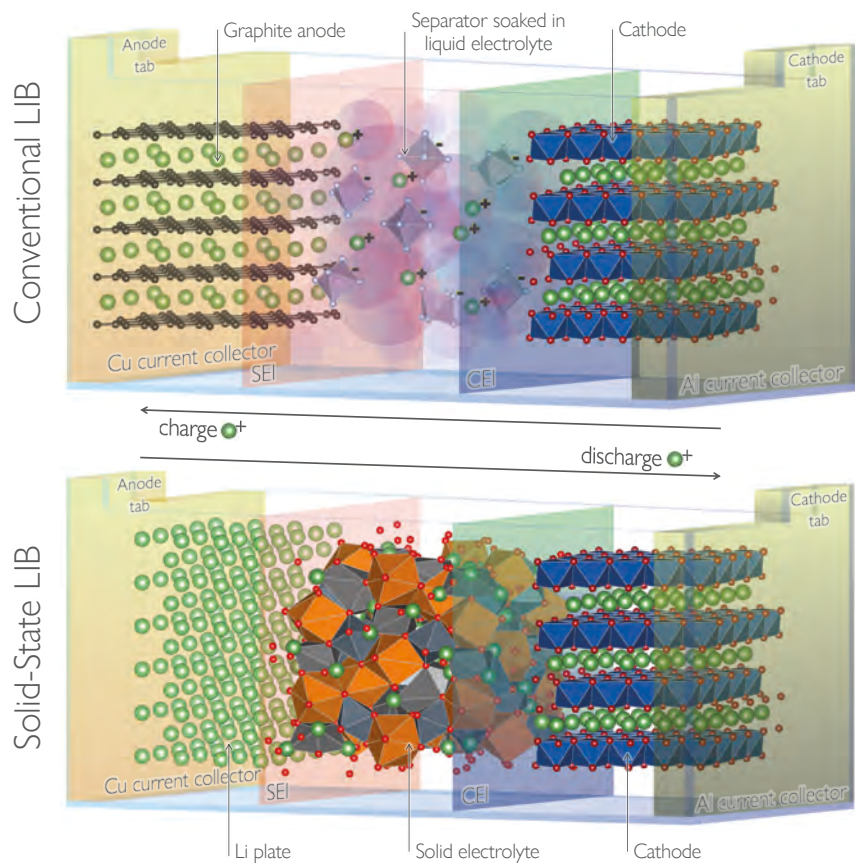 Conventional LIB
Graphite anode
Separator soaked in
liquid electrolyte
Cathode
Anode
tab
Cathode
tab
+
-
-
+
-
-
+
+
+
+
-
+
Cu current collector
SEI
CEI
Al current collector
charge +
discharge +
Solid-State LIB
Anode
tab
Cathode
tab
Cu current collector
SEI
CEI
Al current collector
Li plate
Solid electrolyte
Cathode